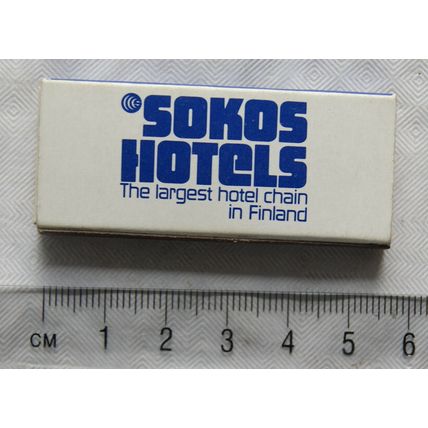 SOKOS
HOTELS
The largest hotel chain
in Finland
CM 1 2 3 4 5 6